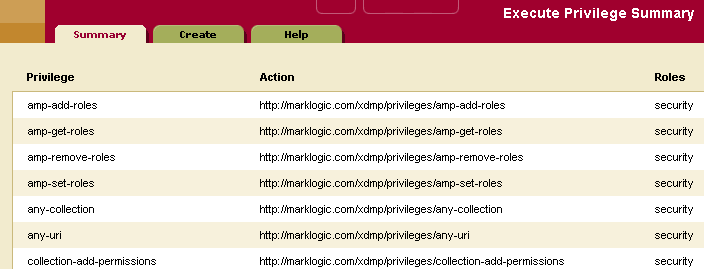 Execute Privilege Summary
Summary Create Help
Privilege Action Roles
amp-add-roles http://marklogic.com/xdmp/privileges/amp-add-roles security
amp-get-roles http://marklogic.com/xdmp/privileges/amp-get-roles security
amp-remove-roles http://marklogic.com/xdmp/privileges/amp-remove-roles security
amp-set-roles http://marklogic.com/xdmp/privileges/amp-set-roles security
any-collection http://marklogic.com/xdmp/privileges/any-collection security
any-uri http://marklogic.com/xdmp/privileges/any-uri security
collection-add-permissions http://marklogic.com/xdmp/privileges/collection-add-permissions security